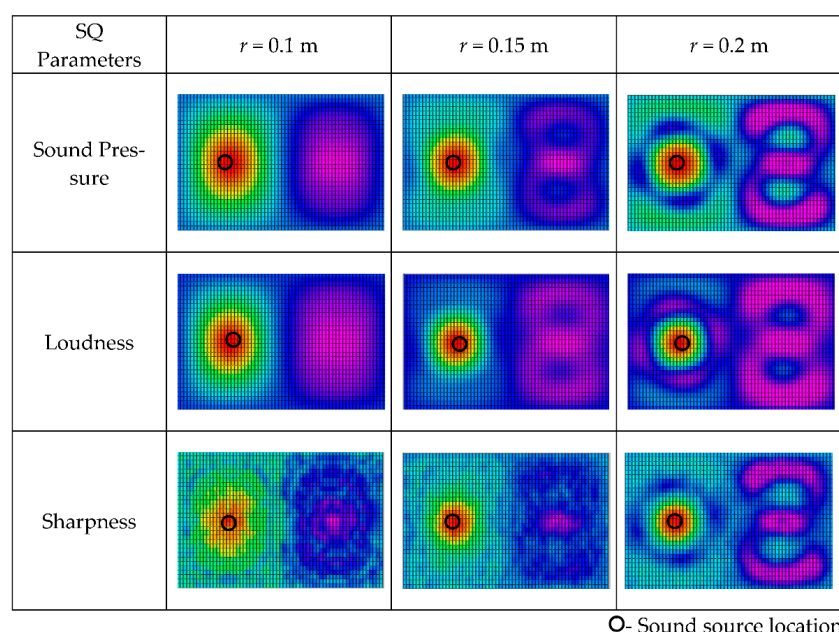 SQ
Parameters
r = 0.1 m
r = 0.15 m
r = 0.2 m
Sound Pres-
sure
Loudness
Sharpness
O- Sound source location